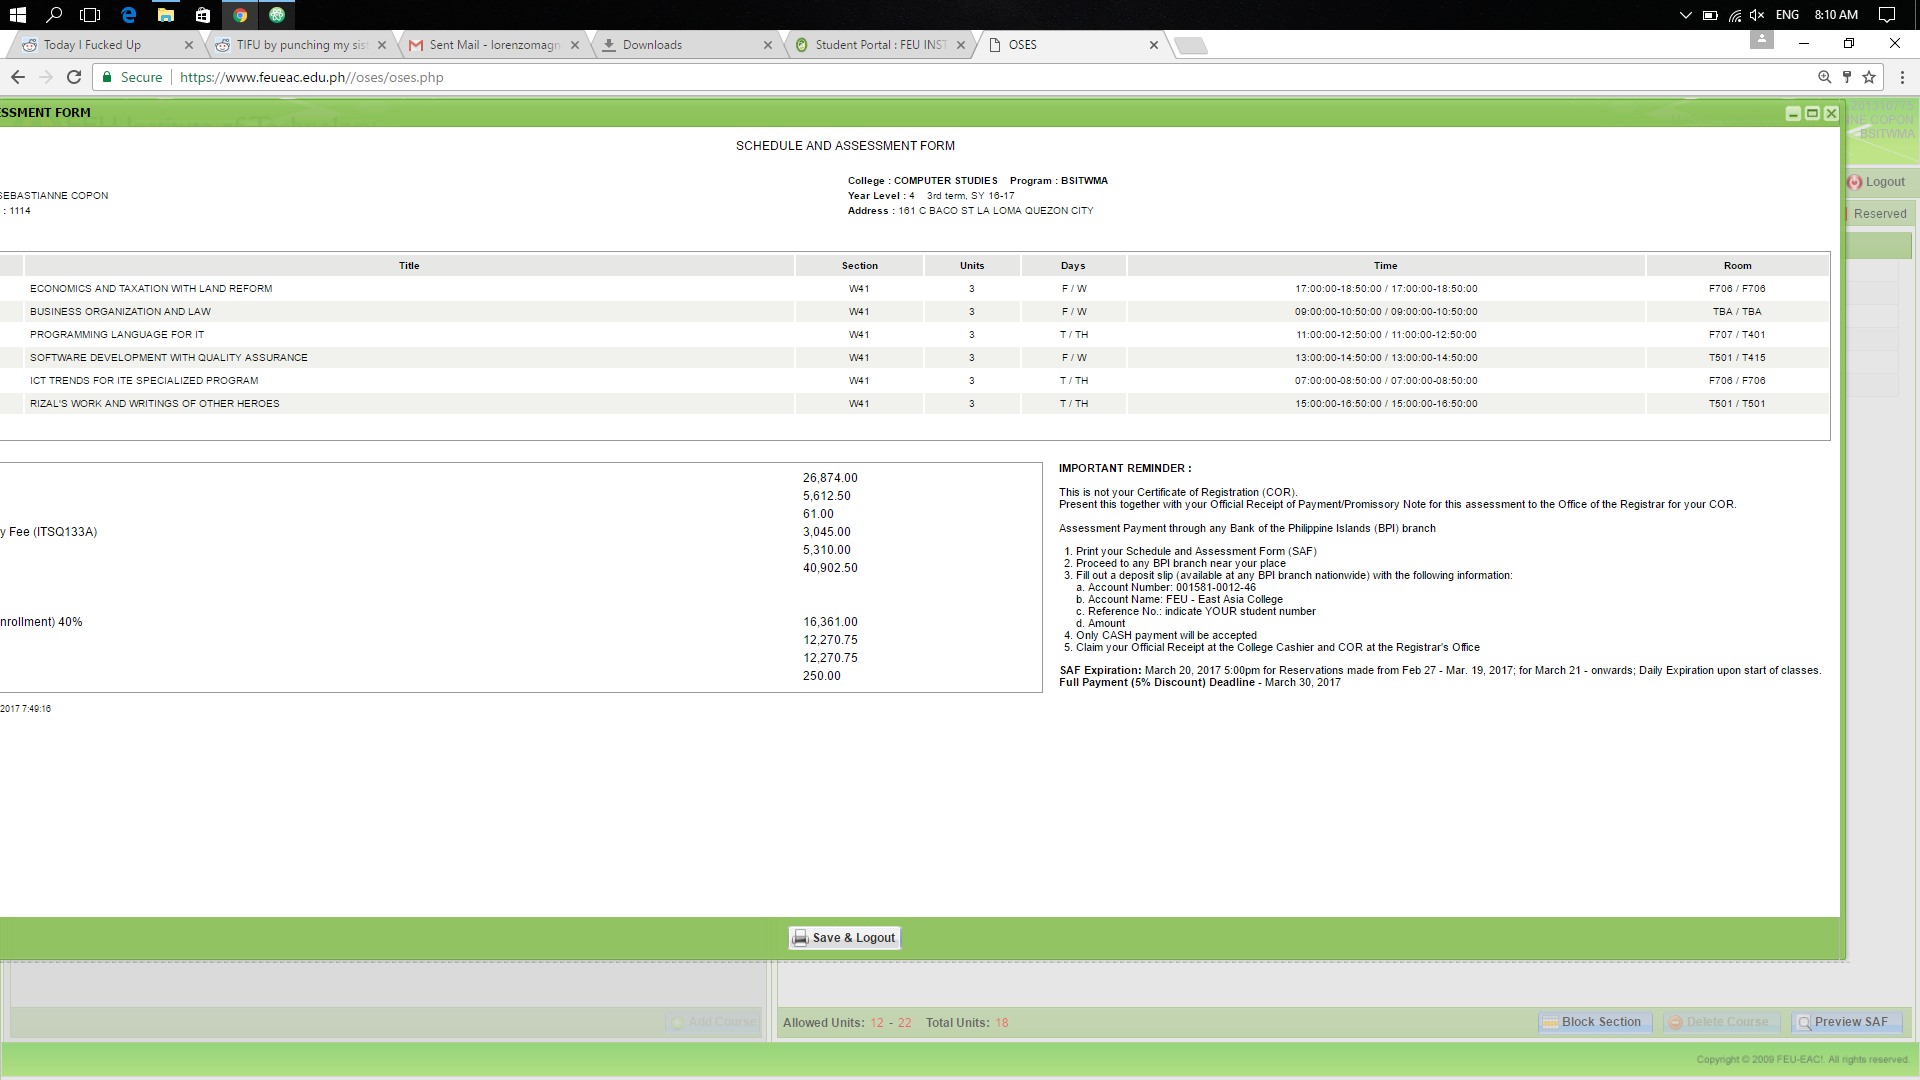 ENG 8:10 AM
Today I Fucked Up
TIFU by punching my sist
Sent Mail - lorenzomagn
Downloads
Student Portal : FEU INST
OSES
Secure https://www.feueac.edu.ph//oses/oses.php
ESSMENT FORM
NNE COPON
BSITWMA
Logout
Reserved
SCHEDULE AND ASSESSMENT FORM
College : COMPUTER STUDIES Program : BSITWMA
SEBASTIANNE COPON Year Level : 4 3rd term, SY 16-17
: 1114 Address : 161 C BACO ST LA LOMA QUEZON CITY
Title Section Units Days Time Room
ECONOMICS AND TAXATION WITH LAND REFORM W41 3 F / W 17:00:00-18:50:00 / 17:00:00-18:50:00 F706 / F706
BUSINESS ORGANIZATION AND LAW W41 3 F / W 09:00:00-10:50:00 / 09:00:00-10:50:00 TBA / TBA
PROGRAMMING LANGUAGE FOR IT W41 3 T / TH 11:00:00-12:50:00 / 11:00:00-12:50:00 F707 / T401
SOFTWARE DEVELOPMENT WITH QUALITY ASSURANCE W41 3 F / W 13:00:00-14:50:00 / 13:00:00-14:50:00 T501 / T415
ICT TRENDS FOR ITE SPECIALIZED PROGRAM W41 3 T / TH 07:00:00-08:50:00 / 07:00:00-08:50:00 F706 / F706
RIZAL'S WORK AND WRITINGS OF OTHER HEROES W41 3 T / TH 15:00:00-16:50:00 / 15:00:00-16:50:00 T501 / T501
26,874.00
5,612.50
61.00
y Fee (ITSQ133A) 3,045.00
5,310.00
40,902.50
nrollment) 40% 16,361.00
12,270.75
12,270.75
250.00
2017 7:49:16
IMPORTANT REMINDER :
This is not your Certificate of Registration (COR).
Present this together with your Official Receipt of Payment/Promissory Note for this assessment to the Office of the Registrar for your COR.
Assessment Payment through any Bank of the Philippine Islands (BPI) branch
1. Print your Schedule and Assessment Form (SAF)
2. Proceed to any BPI branch near your place
3. Fill out a deposit slip (available at any BPI branch nationwide) with the following information:
a. Account Number: 001581-0012-46
b. Account Name: FEU - East Asia College
c. Reference No.: indicate YOUR student number
d. Amount
4. Only CASH payment will be accepted
5. Claim your Official Receipt at the College Cashier and COR at the Registrar's Office
SAF Expiration: March 20, 2017 5:00pm for Reservations made from Feb 27 - Mar. 19, 2017; for March 21 - onwards; Daily Expiration upon start of classes.
Full Payment (5% Discount) Deadline - March 30, 2017
Save & Logout
Add Course
Allowed Units: 12 - 22 Total Units: 18
Block Section
Delete Course
Preview SAF
Copyright © 2009 FEU-EAC!. All rights reserved.